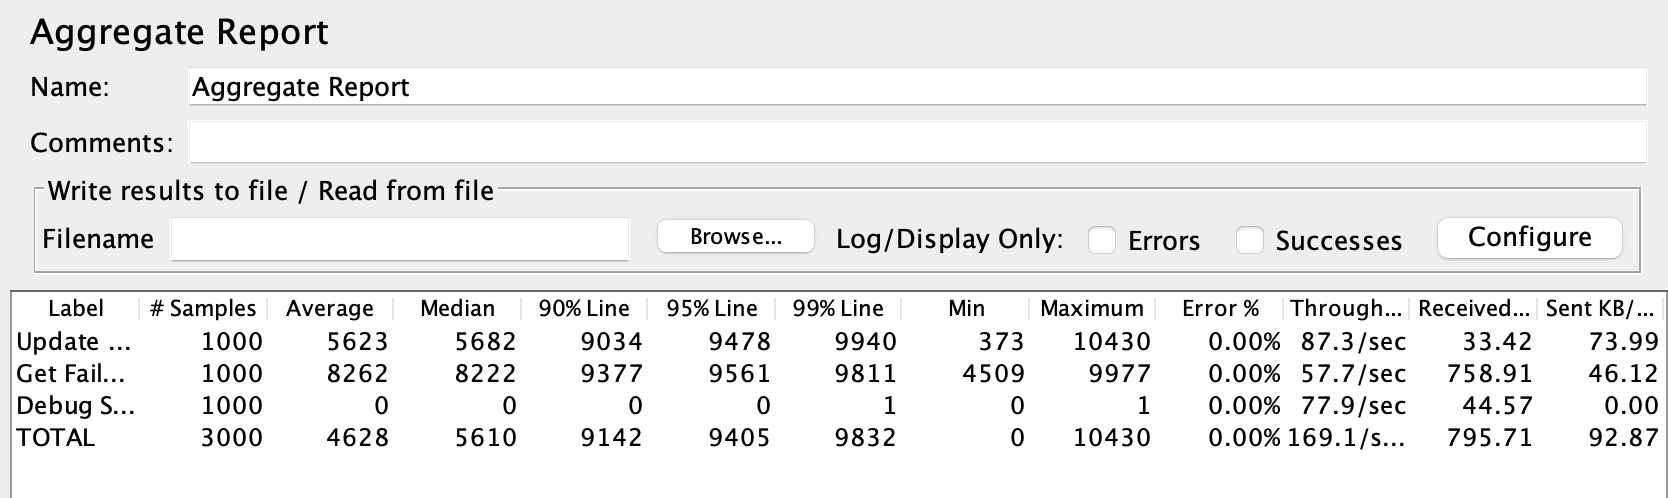 Aggregate Report
Name: Aggregate Report
Comments:
Write results to file / Read from file
Filename Browse... Log/Display Only: Errors Successes Configure
Label # Samples Average Median 90% Line 95% Line 99% Line Min Maximum Error % Through... Received... Sent KB/...
Update ... 1000 5623 5682 9034 9478 9940 373 10430 0.00% 87.3/sec 33.42 73.99
Get Fail... 1000 8262 8222 9377 9561 9811 4509 9977 0.00% 57.7/sec 758.91 46.12
Debug S... 1000 0 0 0 0 1 0 1 0.00% 77.9/sec 44.57 0.00
TOTAL 3000 4628 5610 9142 9405 9832 0 10430 0.00% 169.1/s... 795.71 92.87